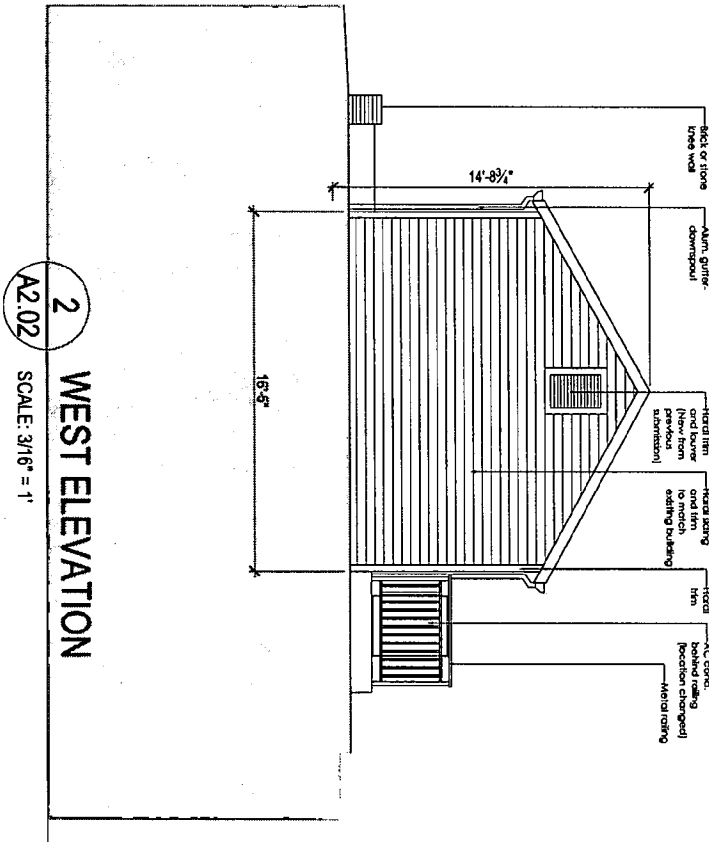 Brick or stone
knee wall
Alum. gutter-
downspout
Hardi trim
and louver
(New from
previous
submission)
Hardi siding
and trim
to match
existing building
Hardi
trim
AC cond.
behind railing
(location changed)
Metal railing
14'-8¾"
16'-6"
2
A2.02
WEST ELEVATION
SCALE: 3/16" = 1'